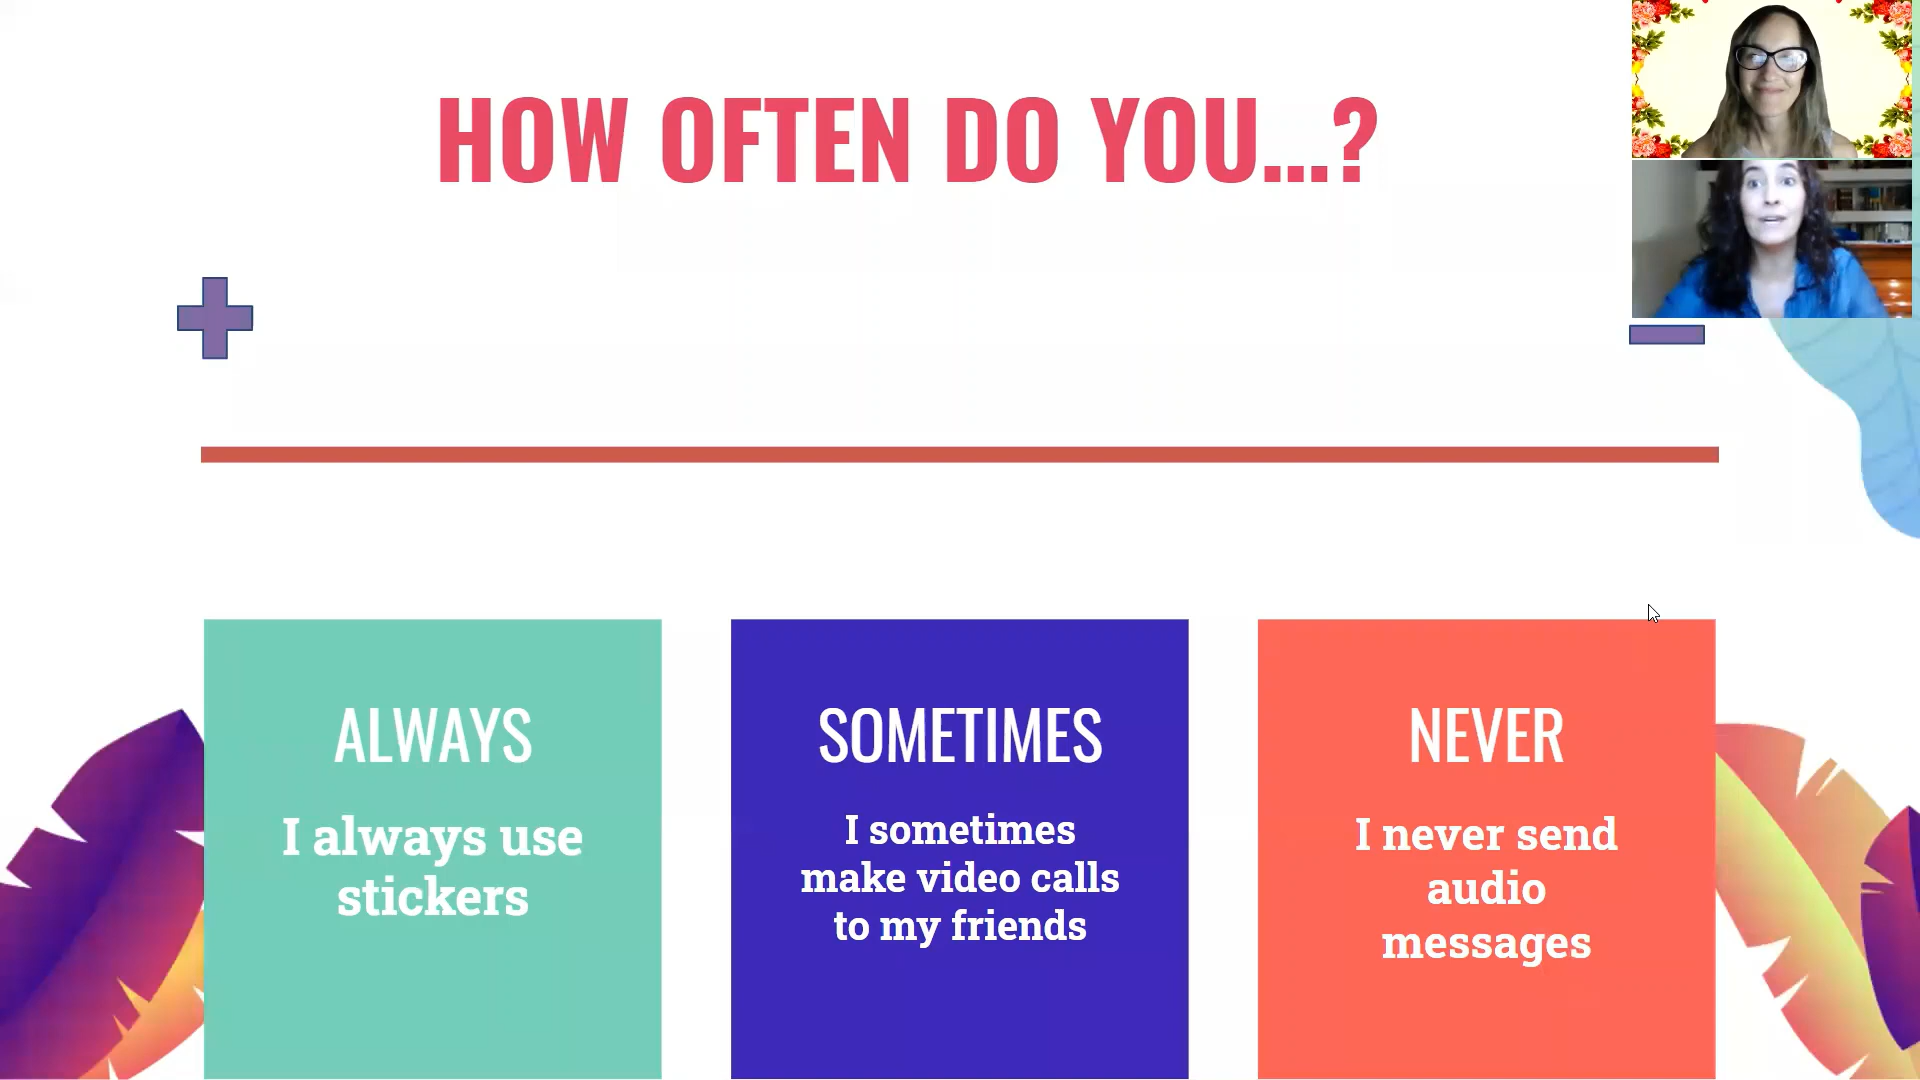 HOW OFTEN DO YOU...?
ALWAYS
I always use
stickers
SOMETIMES
I sometimes
make video calls
to my friends
NEVER
I never send
audio
messages